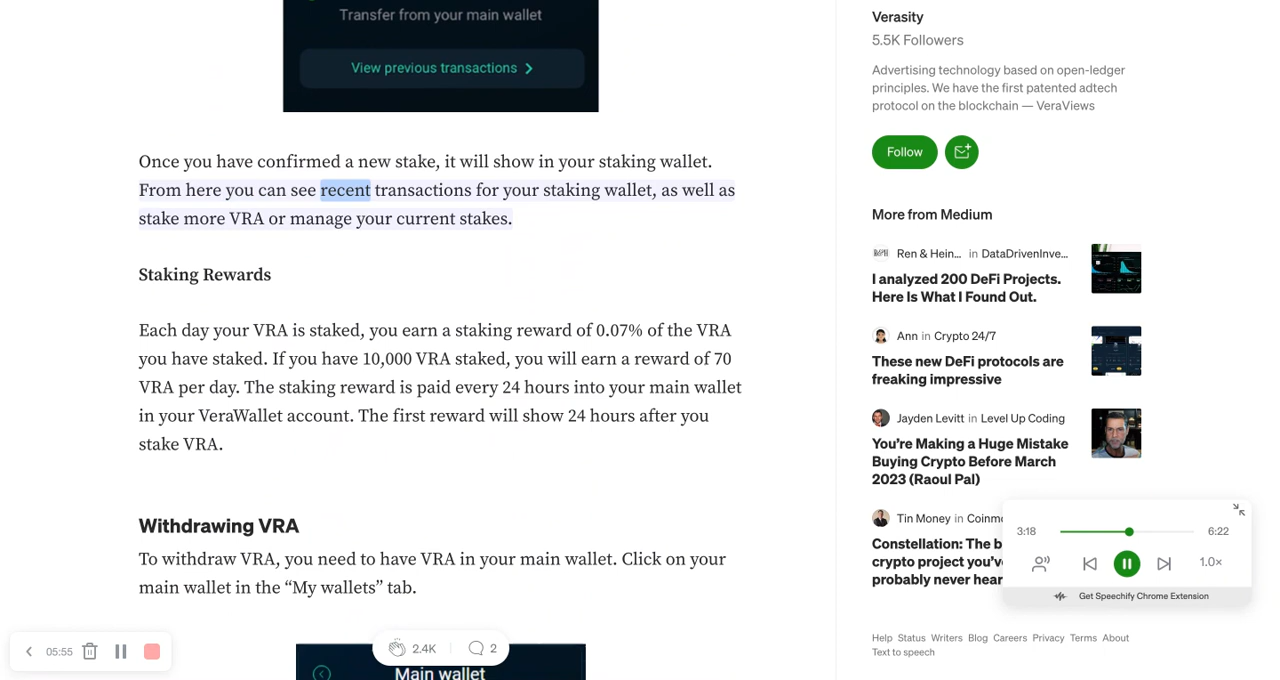 Transfer from your main wallet
View previous transactions
Once you have confirmed a new stake, it will show in your staking wallet.
From here you can see recent transactions for your staking wallet, as well as
stake more VRA or manage your current stakes.
Staking Rewards
Each day your VRA is staked, you earn a staking reward of 0.07% of the VRA
you have staked. If you have 10,000 VRA staked, you will earn a reward of 70
VRA per day. The staking reward is paid every 24 hours into your main wallet
in your VeraWallet account. The first reward will show 24 hours after you
stake VRA.
Withdrawing VRA
To withdraw VRA, you need to have VRA in your main wallet. Click on your
main wallet in the “My wallets” tab.
Main wallet
2.4K
2
05:55
Verasity
5.5K Followers
Advertising technology based on open-ledger
principles. We have the first patented adtech
protocol on the blockchain — VeraViews
Follow
More from Medium
Ren & Hein... in DataDrivenInve...
I analyzed 200 DeFi Projects.
Here Is What I Found Out.
Ann in Crypto 24/7
These new DeFi protocols are
freaking impressive
Jayden Levitt in Level Up Coding
You’re Making a Huge Mistake
Buying Crypto Before March
2023 (Raoul Pal)
Tin Money in Coinmo
Constellation: The b
crypto project you’v
probably never hear
3:18
6:22
1.0×
Get Speechify Chrome Extension
Help Status Writers Blog Careers Privacy Terms About
Text to speech